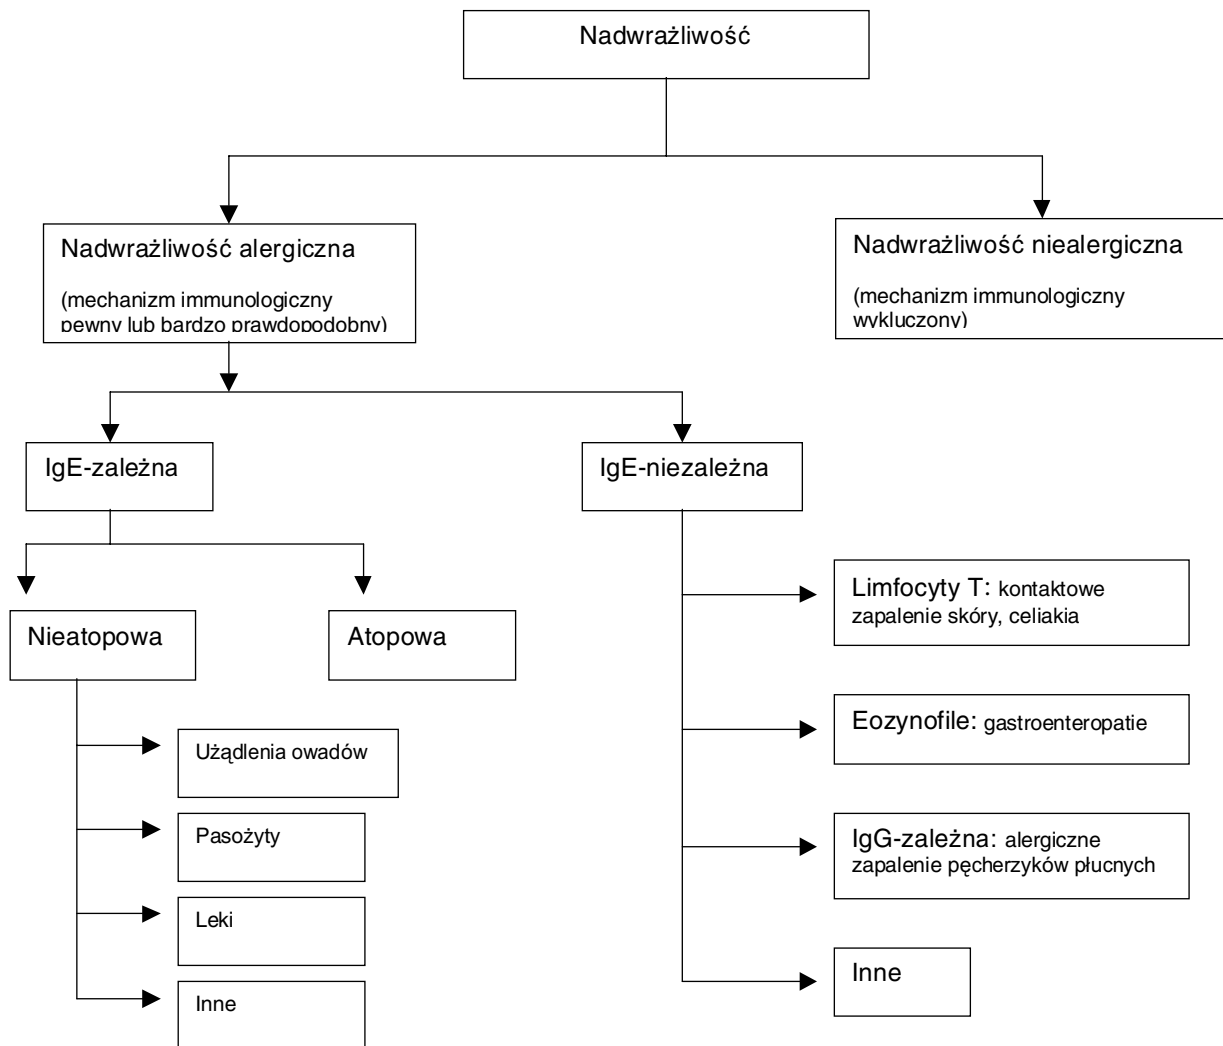 Nadwrażliwość
Nadwrażliwość alergiczna
(mechanizm immunologiczny
pewny lub bardzo prawdopodobny)
Nadwrażliwość niealergiczna
(mechanizm immunologiczny
wykluczony)
IgE-zależna
IgE-niezależna
Nieatopowa
Atopowa
Użądlenia owadów
Pasożyty
Leki
Inne
Limfocyty T: kontaktowe
zapalenie skóry, celiakia
Eozynofile: gastroenteropatie
IgG-zależna: alergiczne
zapalenie pęcherzyków płucnych
Inne